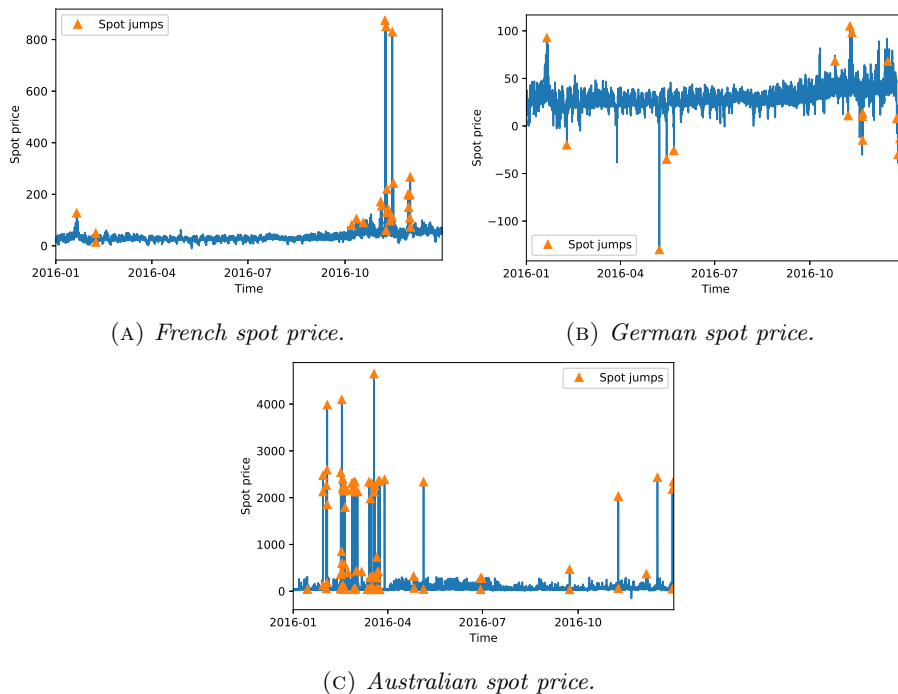 Spot jumps
800
600
400
200
0
Spot price
2016-01 2016-04 2016-07 2016-10
Time
(A) French spot price.
100
50
0
−50
−100
Spot price
Spot jumps
2016-01 2016-04 2016-07 2016-10
Time
(B) German spot price.
Spot jumps
4000
3000
2000
1000
0
Spot price
2016-01 2016-04 2016-07 2016-10
Time
(C) Australian spot price.